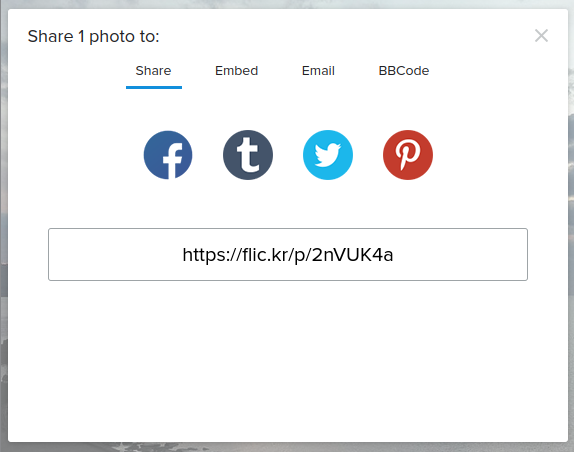 Share 1 photo to:
Share Embed Email BBCode
https://flic.kr/p/2nVUK4a